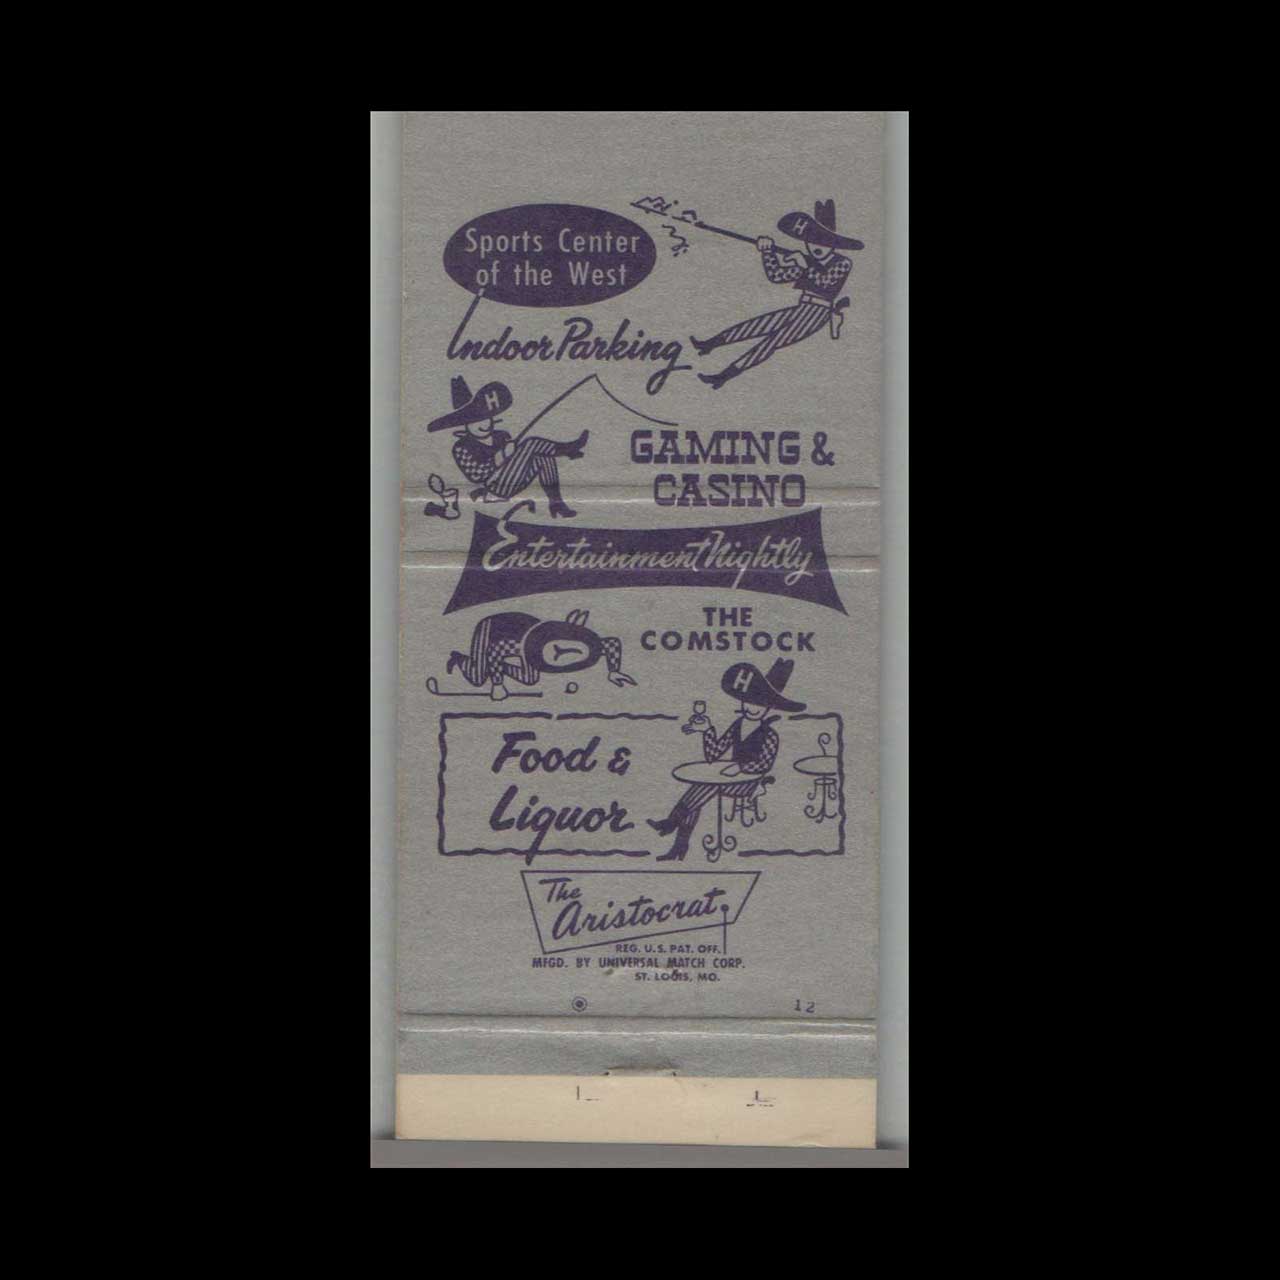 Sports Center
of the West
H
Indoor Parking
H
GAMING &
CASINO
Entertainment Nightly
THE
COMSTOCK
H
Food &
Liquor
The
Aristocrat
REG. U.S. PAT. OFF.
MFGD. BY UNIVERSAL MATCH CORP.
ST. LOUIS, MO.
12